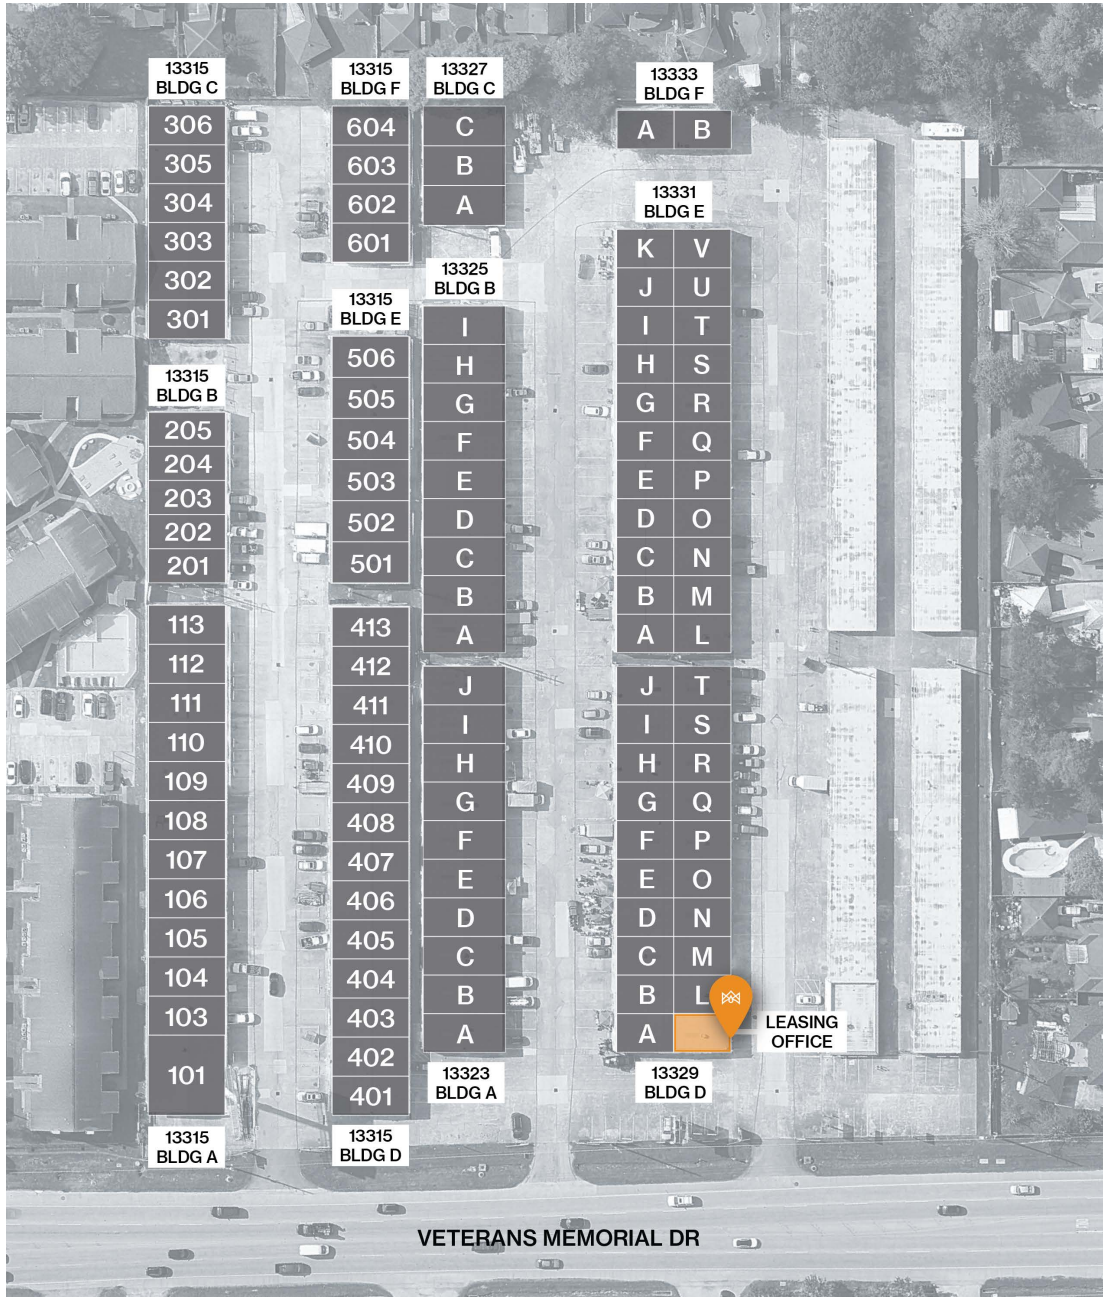 13315
BLDG C
306
305
304
303
302
301
13315
BLDG B
205
204
203
202
201
113
112
111
110
109
108
107
106
105
104
103
101
13315
BLDG A
13315
BLDG F
604
603
602
601
13315
BLDG E
506
505
504
503
502
501
413
412
411
410
409
408
407
406
405
404
403
402
401
13315
BLDG D
13327
BLDG C
C
B
A
13325
BLDG B
I
H
G
F
E
D
C
B
A
J
I
H
G
F
E
D
C
B
A
13323
BLDG A
13333
BLDG F
A B
13331
BLDG E
K V
J U
I T
H S
G R
F Q
E P
D O
C N
B M
A L
J T
I S
H R
G Q
F P
E O
D N
C M
B L
A
LEASING
OFFICE
13329
BLDG D
VETERANS MEMORIAL DR